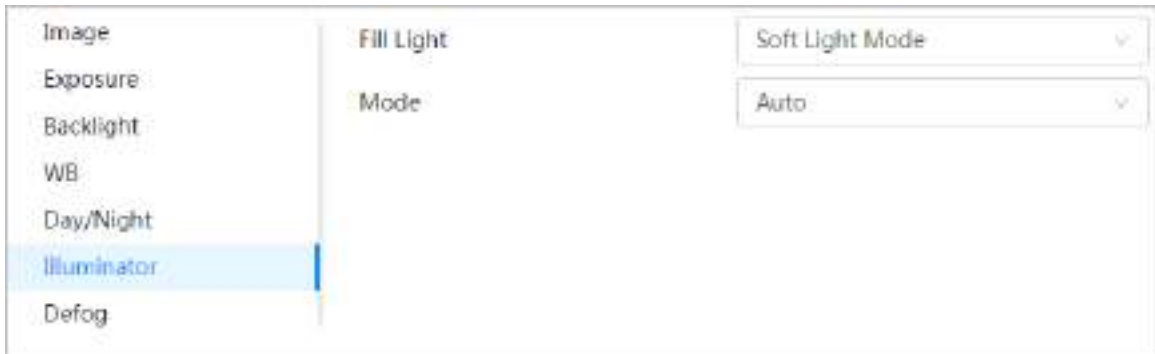 Image
Exposure
Backlight
WB
Day/Night
Illuminator
Defog
Fill Light
Soft Light Mode
Mode
Auto